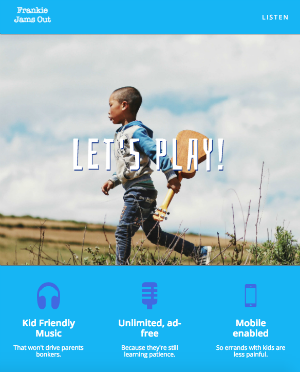 Frankie
Jams Out
LISTEN
LET'S PLAY!
Kid Friendly
Music
That won't drive parents
bonkers.
Unlimited, ad-
free
Because they're still
learning patience.
Mobile
enabled
So errands with kids are
less painful.